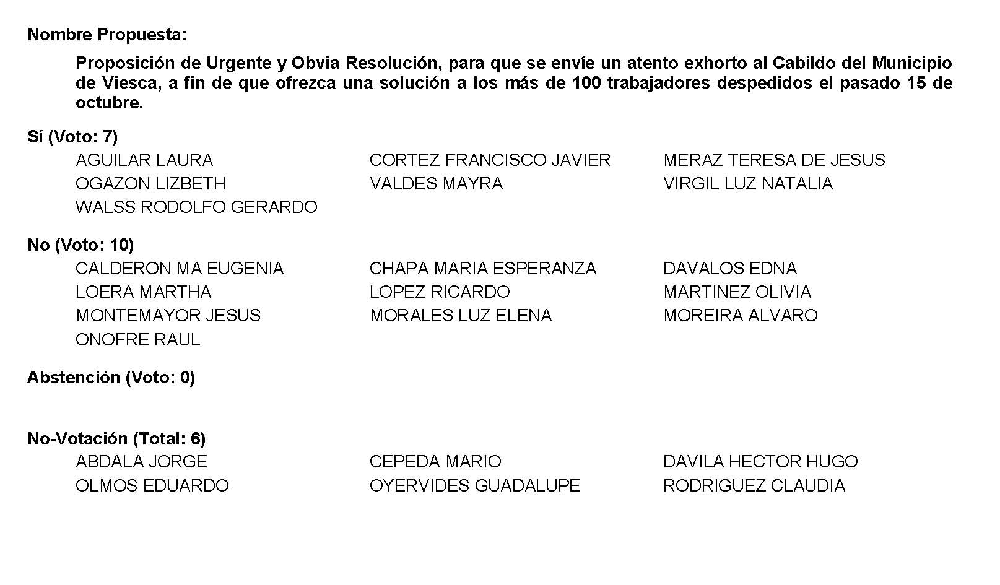 Nombre Propuesta:
Proposición de Urgente y Obvia Resolución, para que se envíe un atento exhorto al Cabildo del Municipio
de Viesca, a fin de que ofrezca una solución a los más de 100 trabajadores despedidos el pasado 15 de
octubre.
Sí (Voto: 7)
AGUILAR LAURA CORTEZ FRANCISCO JAVIER MERAZ TERESA DE JESUS
OGAZON LIZBETH VALDES MAYRA VIRGIL LUZ NATALIA
WALSS RODOLFO GERARDO
No (Voto: 10)
CALDERON MA EUGENIA CHAPA MARIA ESPERANZA DAVALOS EDNA
LOERA MARTHA LOPEZ RICARDO MARTINEZ OLIVIA
MONTEMAYOR JESUS MORALES LUZ ELENA MOREIRA ALVARO
ONOFRE RAUL
Abstención (Voto: 0)
No-Votación (Total: 6)
ABDALA JORGE CEPEDA MARIO DAVILA HECTOR HUGO
OLMOS EDUARDO OYERVIDES GUADALUPE RODRIGUEZ CLAUDIA